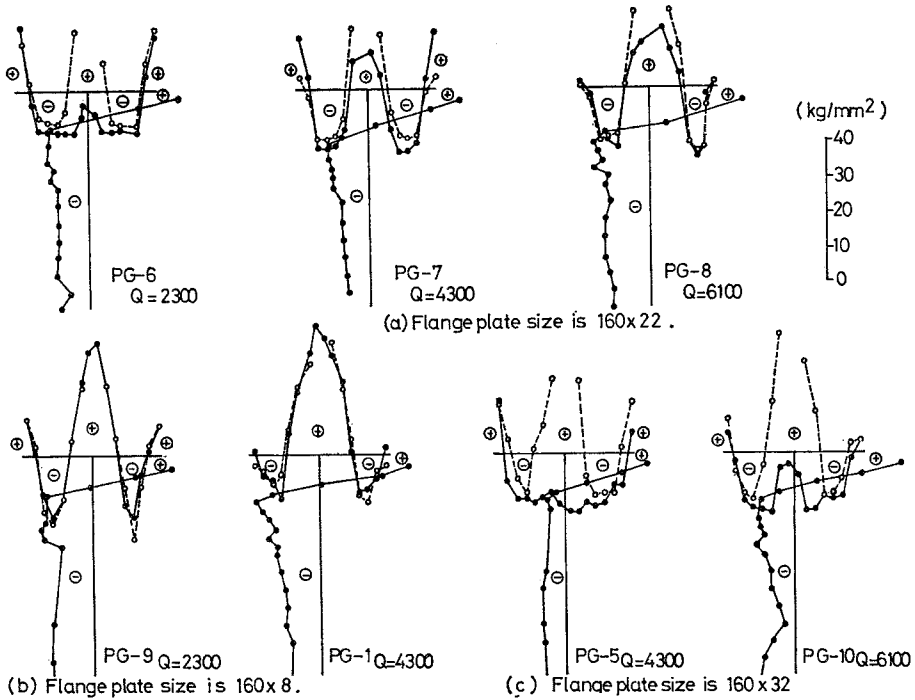 (kg/mm²)
40
30
20
10
0
PG-6
Q=2300
PG-7
Q=4300
PG-8
Q=6100
(a) Flange plate size is 160x22.
PG-9 Q=2300
PG-1 Q=4300
PG-5 Q=4300
PG-10 Q=6100
(b) Flange plate size is 160x8.
(c) Flange plate size is 160x32